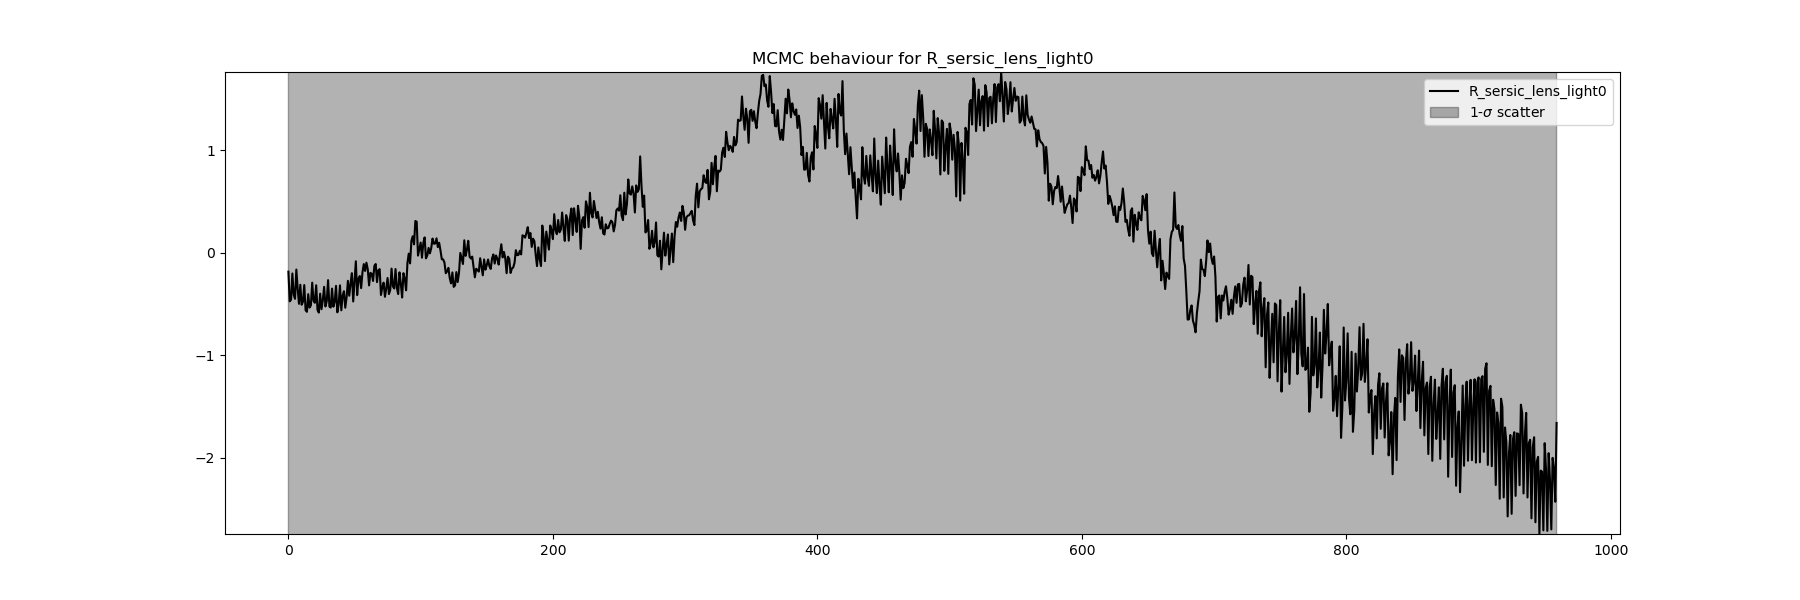 MCMC behaviour for R_sersic_lens_light0
R_sersic_lens_light0
1-σ scatter
1
0
−1
−2
0 200 400 600 800 1000